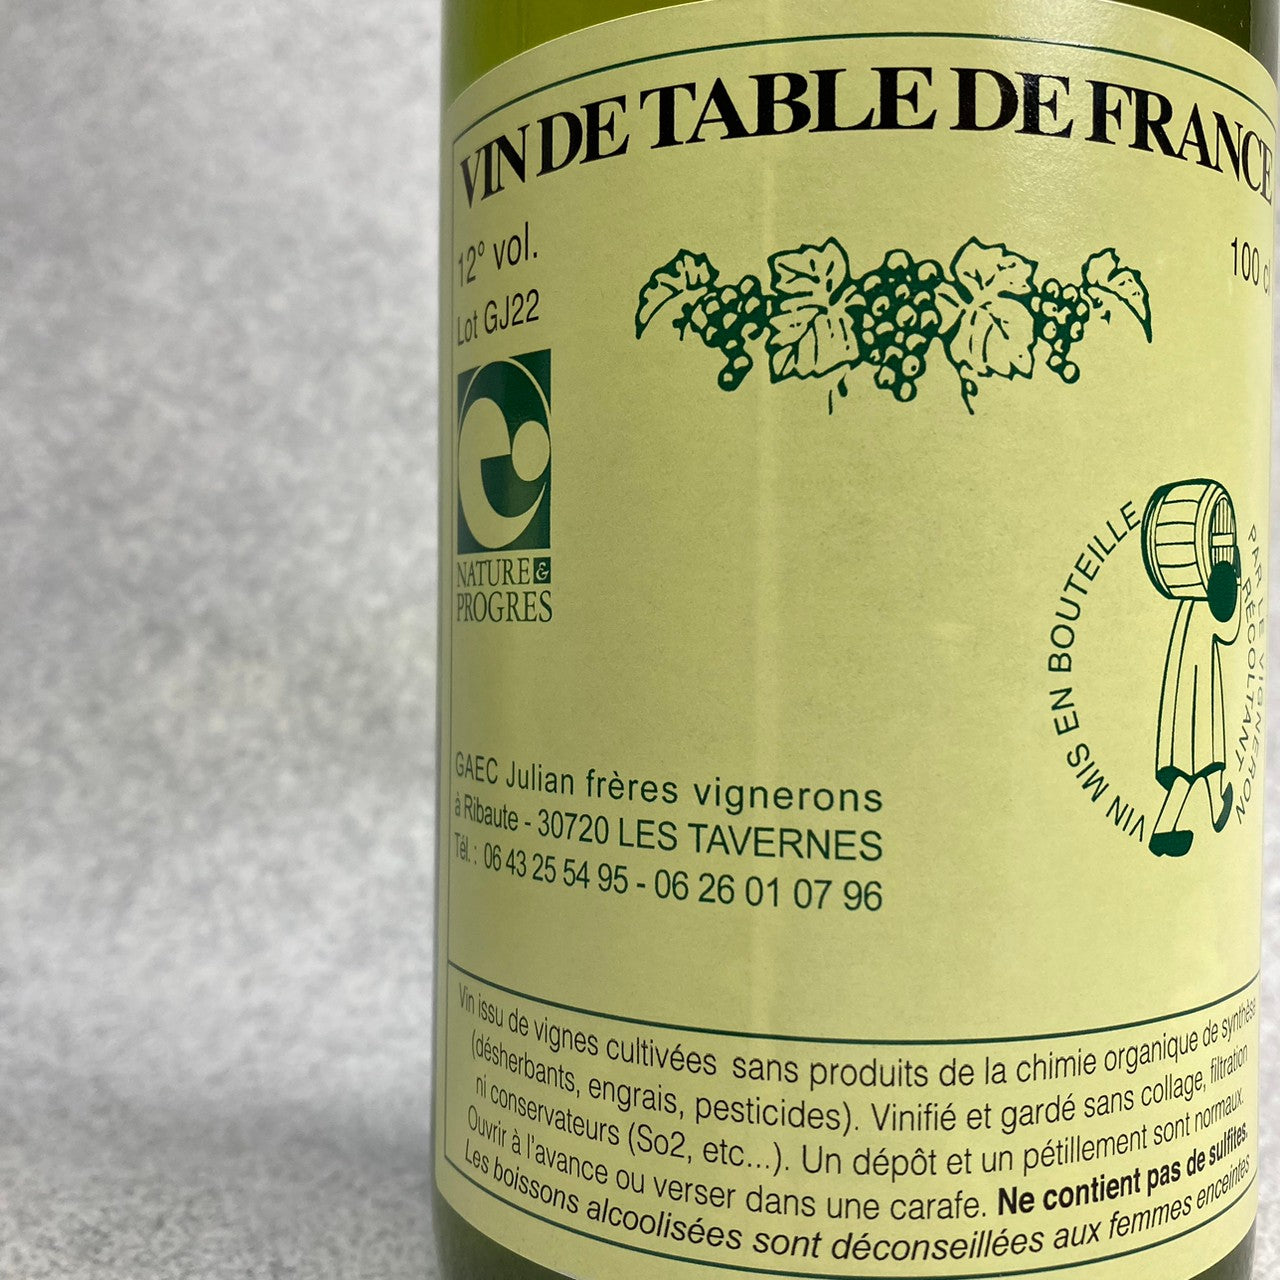 VIN DE TABLE DE FRANCE
12° vol.
100 cl
Lot GJ22
NATURE &
PROGRES
VIN MIS EN BOUTEILLE
PAR LE VIGNERON
RÉCOLTANT
GAEC Julian frères vignerons
à Ribaute - 30720 LES TAVERNES
Tél. : 06 43 25 54 95 - 06 26 01 07 96
Vin issu de vignes cultivées sans produits de la chimie organique de synthèse
(désherbants, engrais, pesticides). Vinifié et gardé sans collage, filtration
ni conservateurs (So2, etc...). Un dépôt et un pétillement sont normaux.
Ouvrir à l'avance ou verser dans une carafe. Ne contient pas de sulfites.
Les boissons alcoolisées sont déconseillées aux femmes enceintes